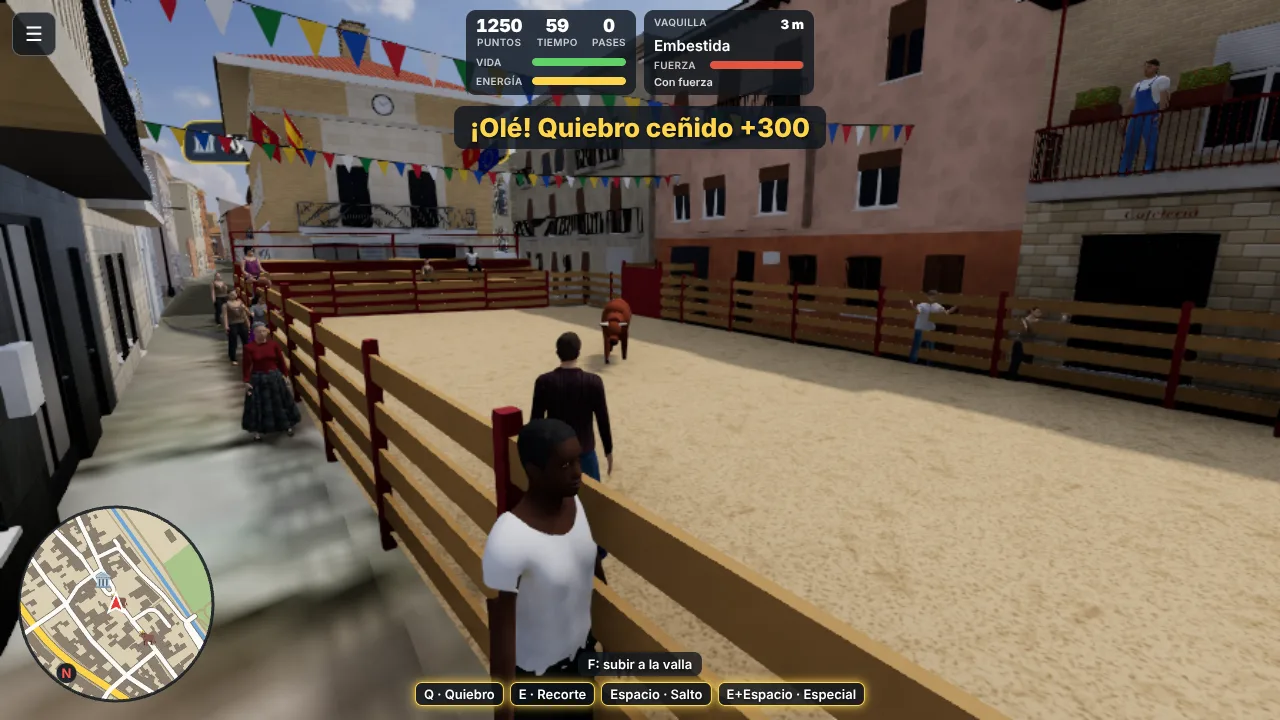 ☰
1250 59 0
PUNTOS TIEMPO PASES
VIDA
ENERGÍA
VAQUILLA 3 m
Embestida
FUERZA
Con fuerza
¡Olé! Quiebro ceñido +300
Cafetería
N
F: subir a la valla
Q · Quiebro
E · Recorte
Espacio · Salto
E+Espacio · Especial